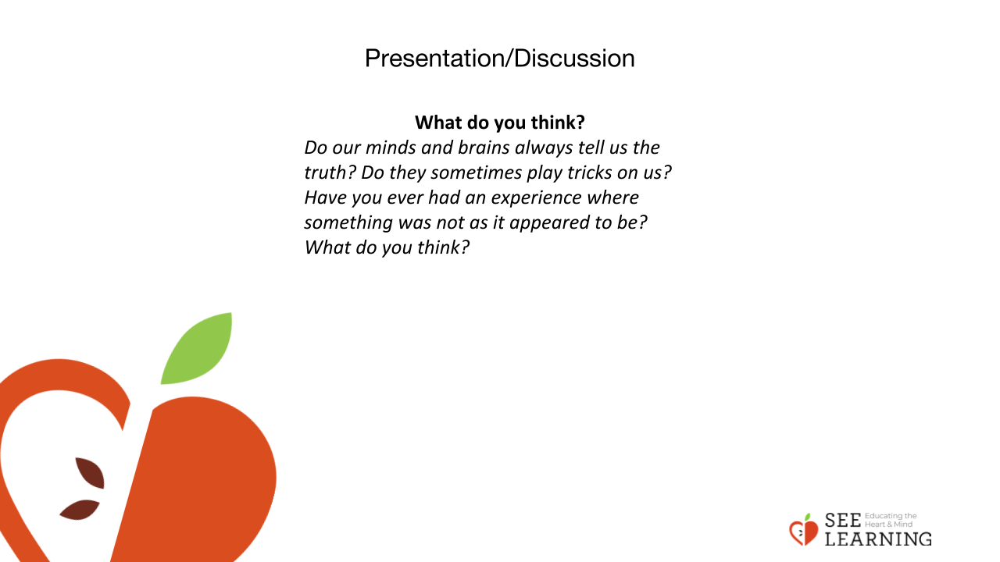 Presentation/Discussion
What do you think?
Do our minds and brains always tell us the
truth? Do they sometimes play tricks on us?
Have you ever had an experience where
something was not as it appeared to be?
What do you think?
SEE
Educating the
Heart & Mind
LEARNING